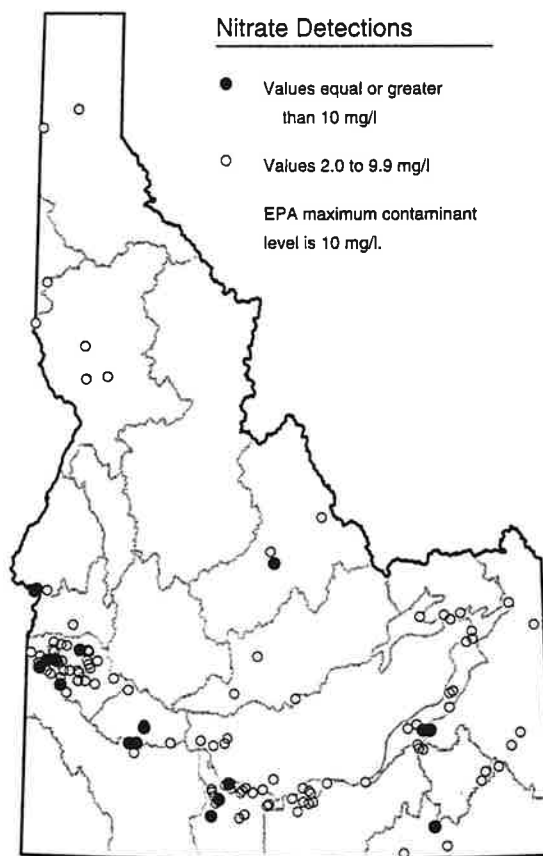 Nitrate Detections
Values equal or greater
than 10 mg/l
Values 2.0 to 9.9 mg/l
EPA maximum contaminant
level is 10 mg/l.